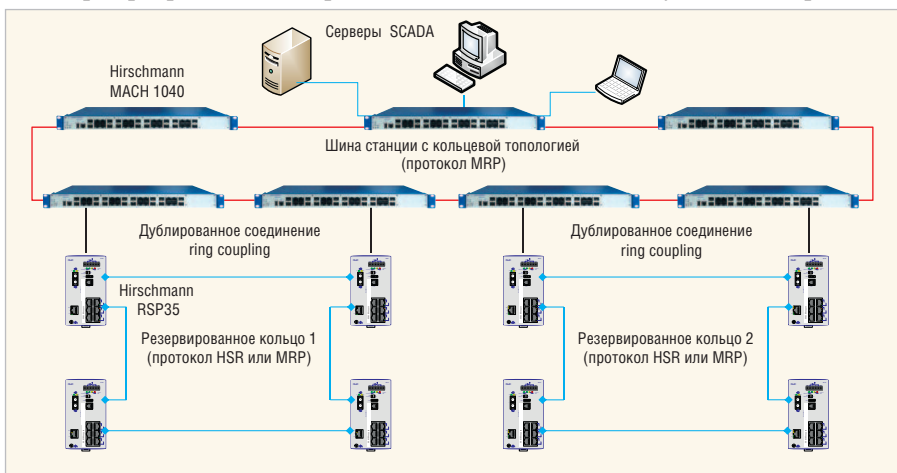 Серверы SCADA
Hirschmann
MACH 1040
Шина станции с кольцевой топологией
(протокол MRP)
Дублированное соединение
ring coupling
Дублированное соединение
ring coupling
Hirschmann
RSP35
Резервированное кольцо 1
(протокол HSR или MRP)
Резервированное кольцо 2
(протокол HSR или MRP)